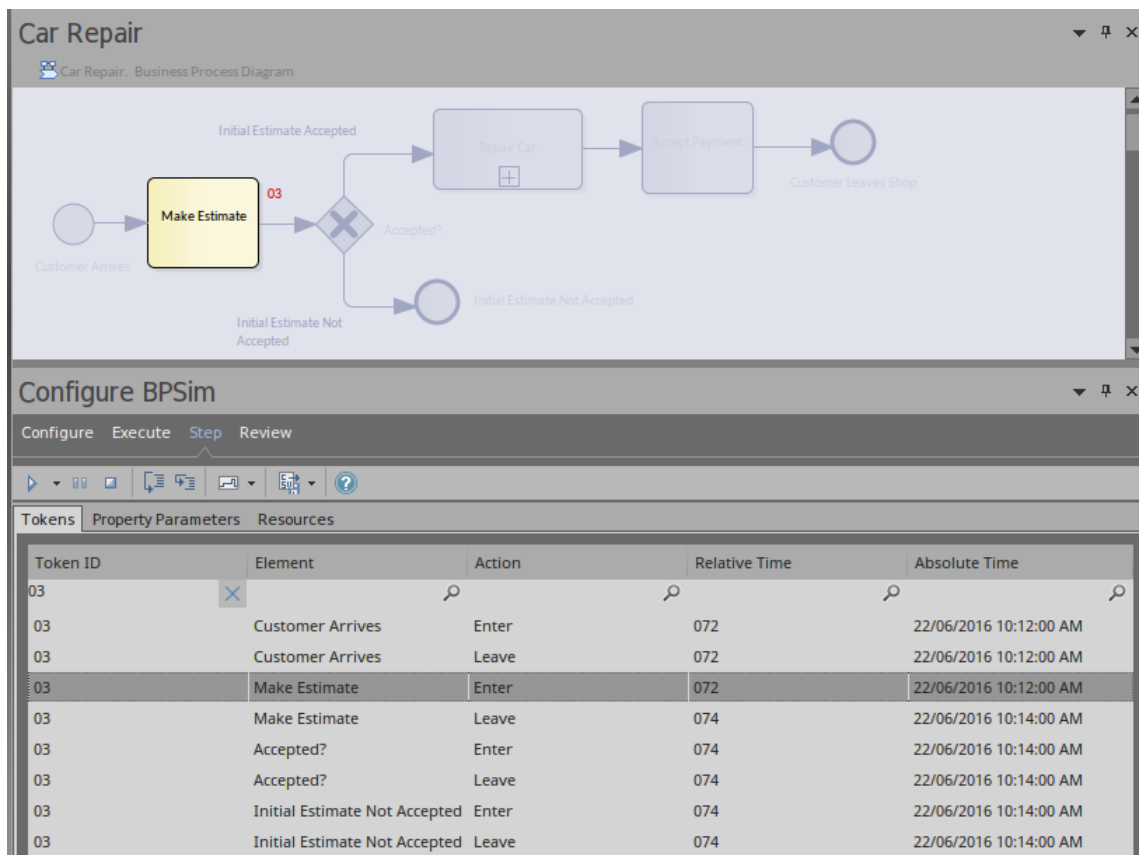 Car Repair
Car Repair. Business Process Diagram
Initial Estimate Accepted
Repair Car
Accept Payment
Customer Leaves Shop
03
Make Estimate
Accepted?
Customer Arrives
Initial Estimate Not Accepted
Initial Estimate Not
Accepted
Configure BPSim
Configure Execute Step Review
Tokens Property Parameters Resources
Token ID Element Action Relative Time Absolute Time
03
03 Customer Arrives Enter 072 22/06/2016 10:12:00 AM
03 Customer Arrives Leave 072 22/06/2016 10:12:00 AM
03 Make Estimate Enter 072 22/06/2016 10:12:00 AM
03 Make Estimate Leave 074 22/06/2016 10:14:00 AM
03 Accepted? Enter 074 22/06/2016 10:14:00 AM
03 Accepted? Leave 074 22/06/2016 10:14:00 AM
03 Initial Estimate Not Accepted Enter 074 22/06/2016 10:14:00 AM
03 Initial Estimate Not Accepted Leave 074 22/06/2016 10:14:00 AM